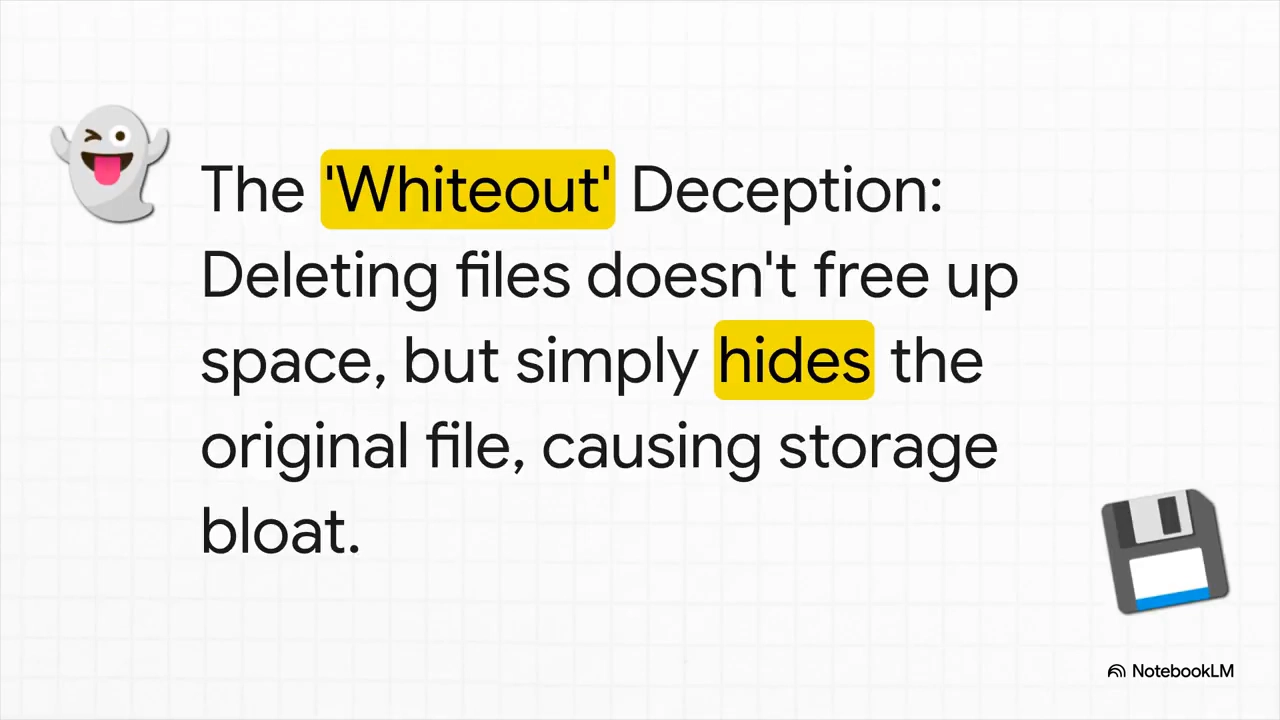 The 'Whiteout' Deception:
Deleting files doesn't free up
space, but simply hides the
original file, causing storage
bloat.
NotebookLM